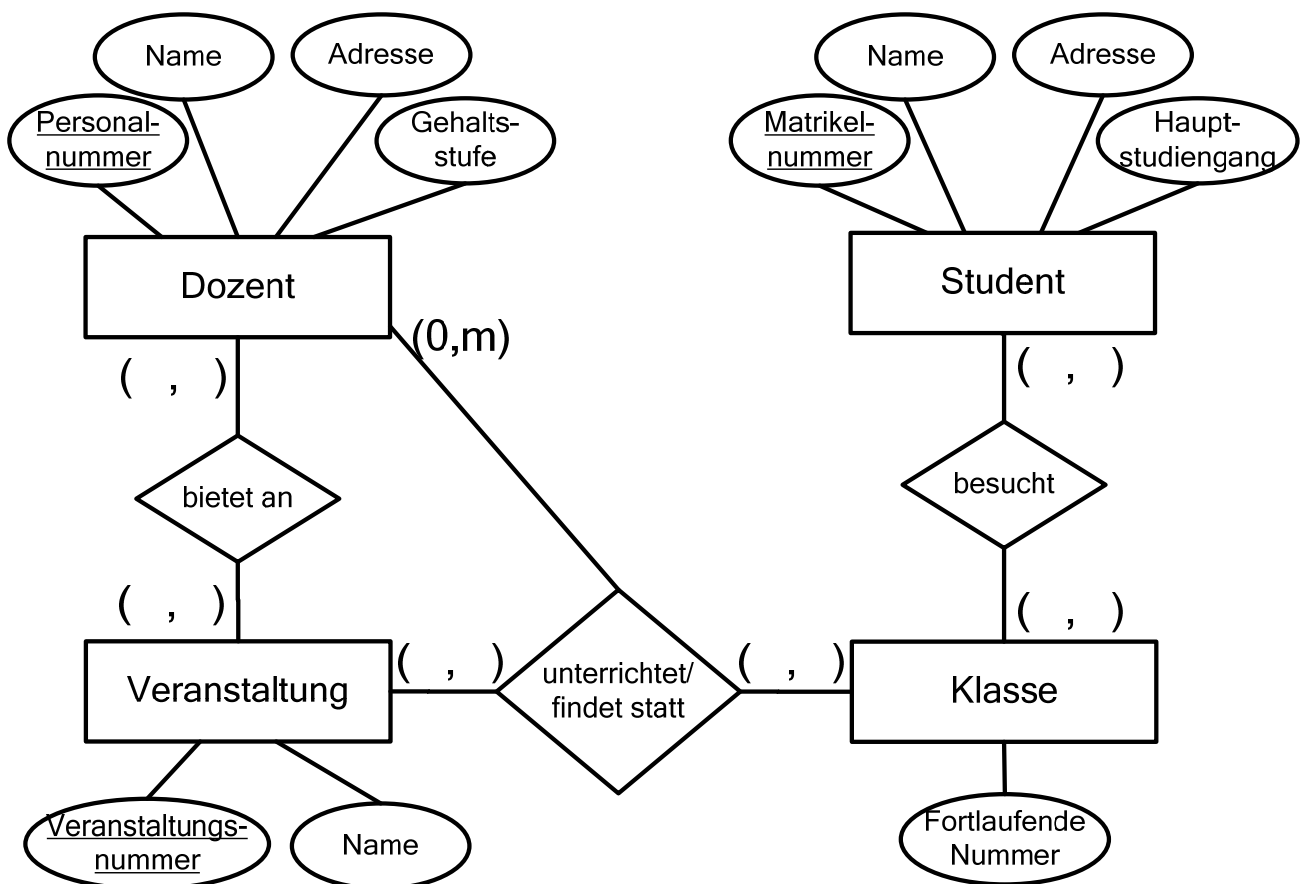 Name
Adresse
Personal-
nummer
Gehalts-
stufe
Name
Adresse
Matrikel-
nummer
Haupt-
studiengang
Dozent
Student
(0,m)
( , )
( , )
bietet an
besucht
( , )
( , )
Veranstaltung
( , )
unterrichtet/
findet statt
( , )
Klasse
Veranstaltungs-
nummer
Name
Fortlaufende
Nummer